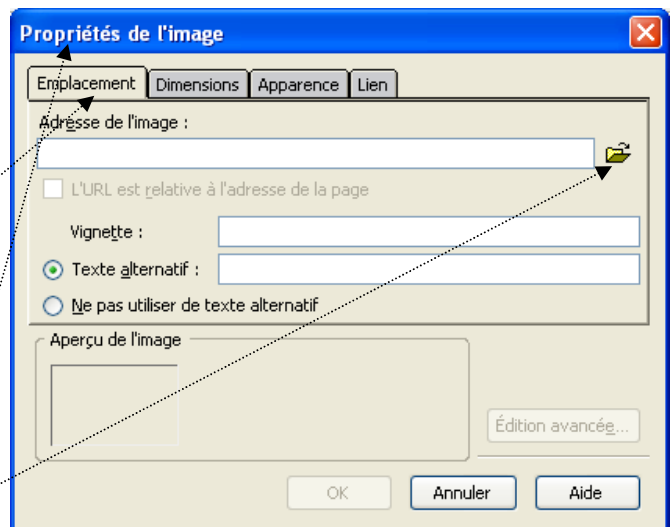 Propriétés de l'image
Emplacement Dimensions Apparence Lien
Adresse de l'image :
L'URL est relative à l'adresse de la page
Vignette :
Texte alternatif :
Ne pas utiliser de texte alternatif
Aperçu de l'image
Édition avancée...
OK Annuler Aide